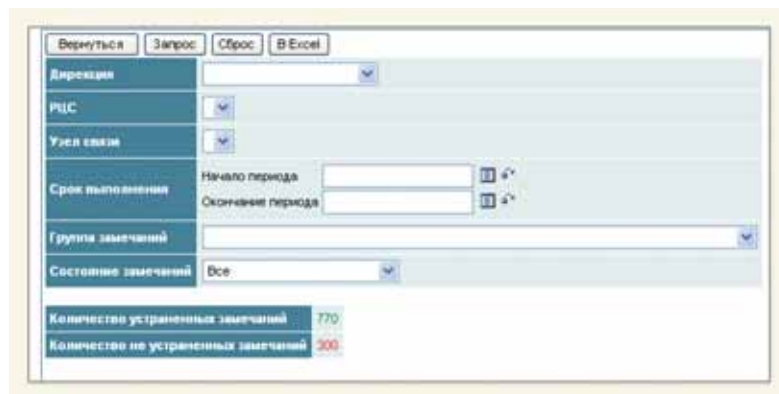 Вернуться Запрос Сброс В Excel
Дирекция
РЦС
Узел связи
Срок выполнения
Начало периода
Окончание периода
Группа замечаний
Состояние замечаний Все
Количество устраненных замечаний 770
Количество не устраненных замечаний 300